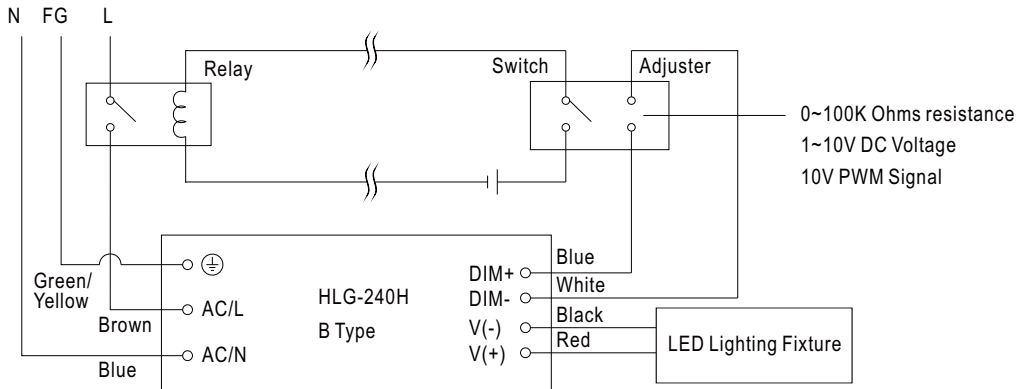 N FG L
Relay
Switch
Adjuster
0~100K Ohms resistance
1~10V DC Voltage
10V PWM Signal
Green/
Yellow
Brown
Blue
AC/L
AC/N
HLG-240H
B Type
DIM+
DIM-
V(-)
V(+)
Blue
White
Black
Red
LED Lighting Fixture